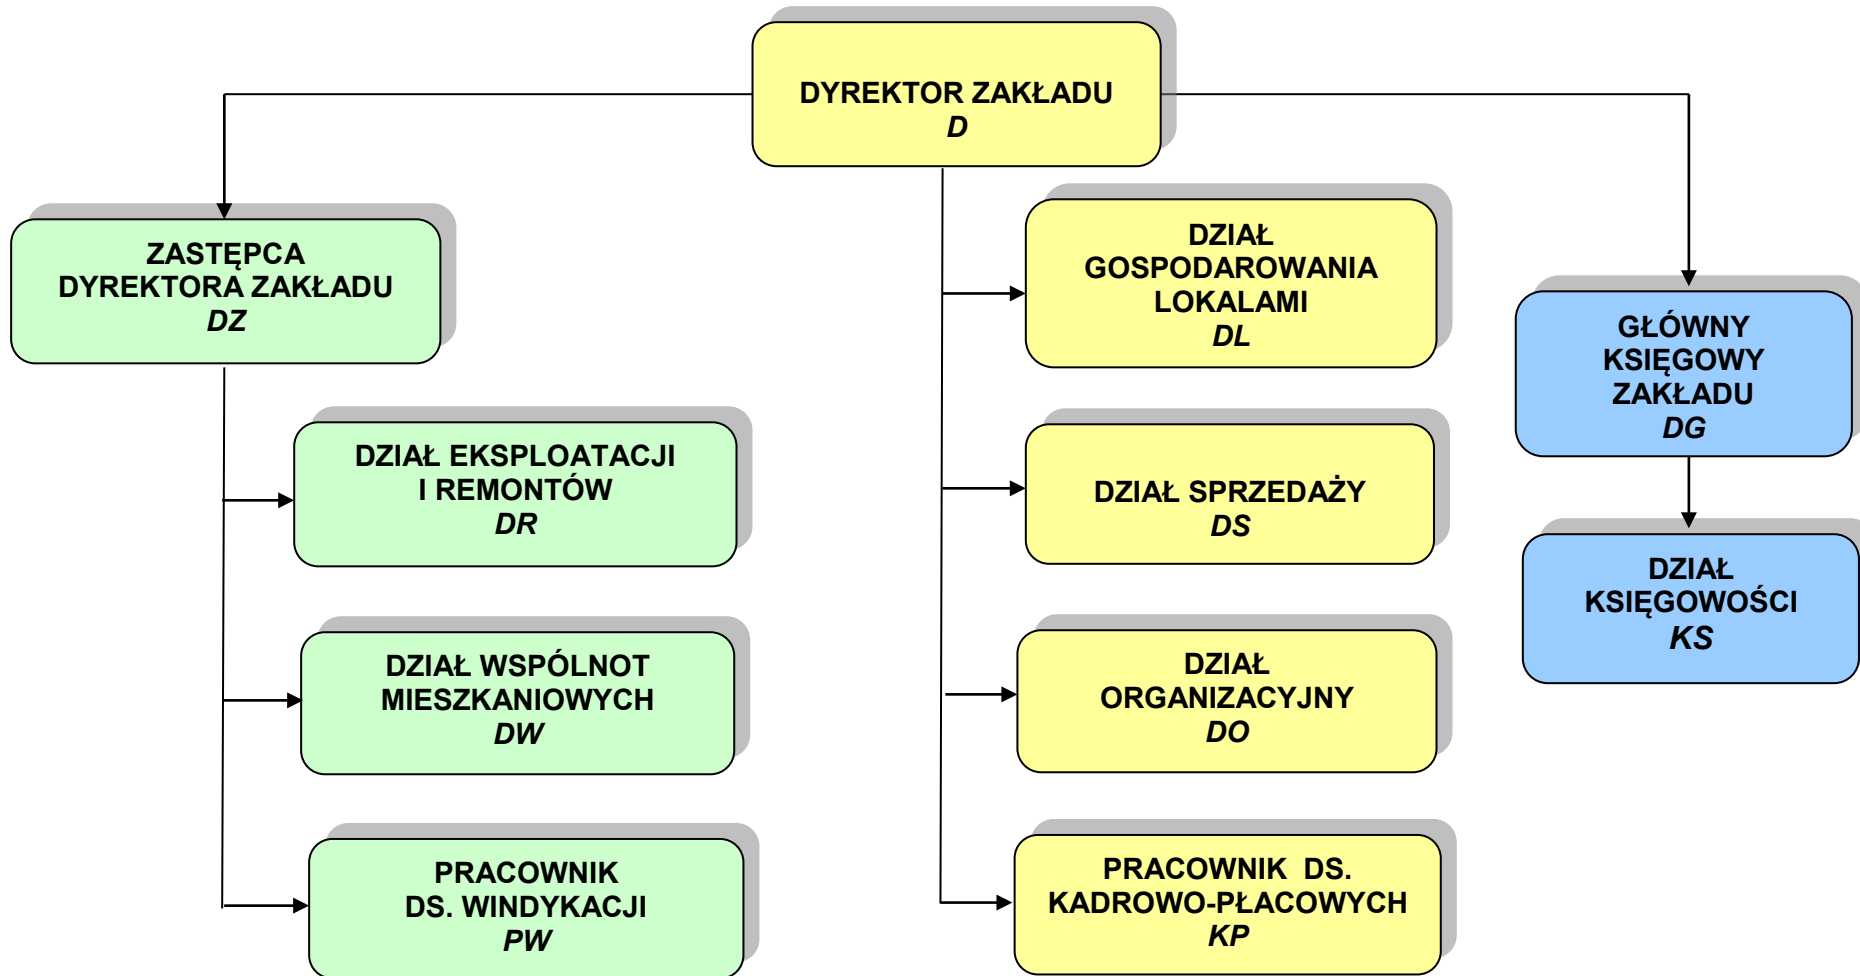 DYREKTOR ZAKŁADU
D
ZASTĘPCA
DYREKTORA ZAKŁADU
DZ
DZIAŁ EKSPLOATACJI
I REMONTÓW
DR
DZIAŁ WSPÓLNOT
MIESZKANIOWYCH
DW
PRACOWNIK
DS. WINDYKACJI
PW
DZIAŁ
GOSPODAROWANIA
LOKALAMI
DL
DZIAŁ SPRZEDAŻY
DS
DZIAŁ
ORGANIZACYJNY
DO
PRACOWNIK DS.
KADROWO-PŁACOWYCH
KP
GŁÓWNY
KSIĘGOWY
ZAKŁADU
DG
DZIAŁ
KSIĘGOWOŚCI
KS